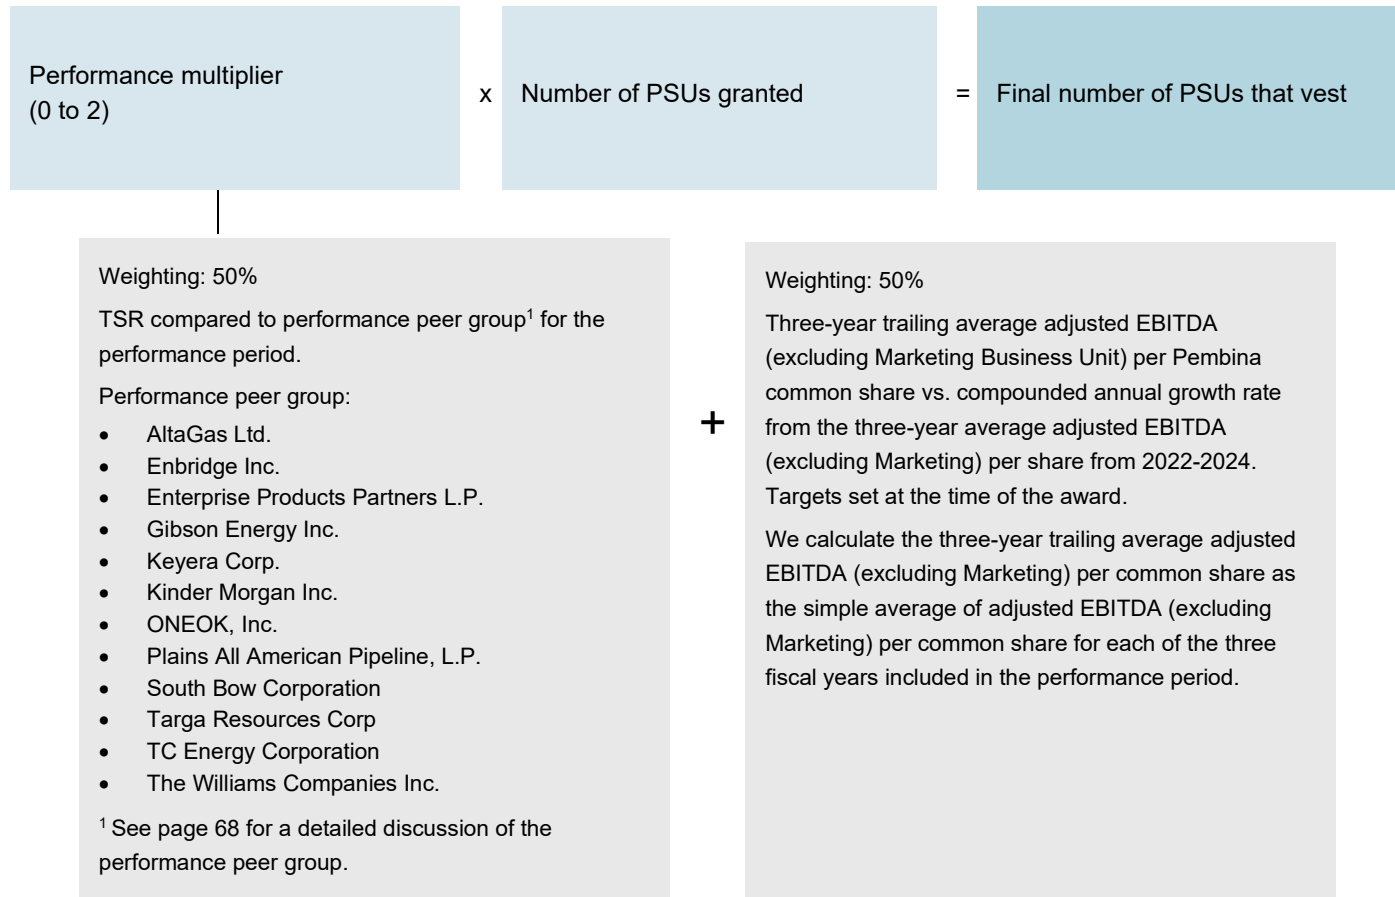 Performance multiplier
(0 to 2)
x
Number of PSUs granted
=
Final number of PSUs that vest
Weighting: 50%
TSR compared to performance peer group¹ for the
performance period.
Performance peer group:
• AltaGas Ltd.
• Enbridge Inc.
• Enterprise Products Partners L.P.
• Gibson Energy Inc.
• Keyera Corp.
• Kinder Morgan Inc.
• ONEOK, Inc.
• Plains All American Pipeline, L.P.
• South Bow Corporation
• Targa Resources Corp
• TC Energy Corporation
• The Williams Companies Inc.
¹ See page 68 for a detailed discussion of the
performance peer group.
+
Weighting: 50%
Three-year trailing average adjusted EBITDA
(excluding Marketing Business Unit) per Pembina
common share vs. compounded annual growth rate
from the three-year average adjusted EBITDA
(excluding Marketing) per share from 2022-2024.
Targets set at the time of the award.
We calculate the three-year trailing average adjusted
EBITDA (excluding Marketing) per common share as
the simple average of adjusted EBITDA (excluding
Marketing) per common share for each of the three
fiscal years included in the performance period.